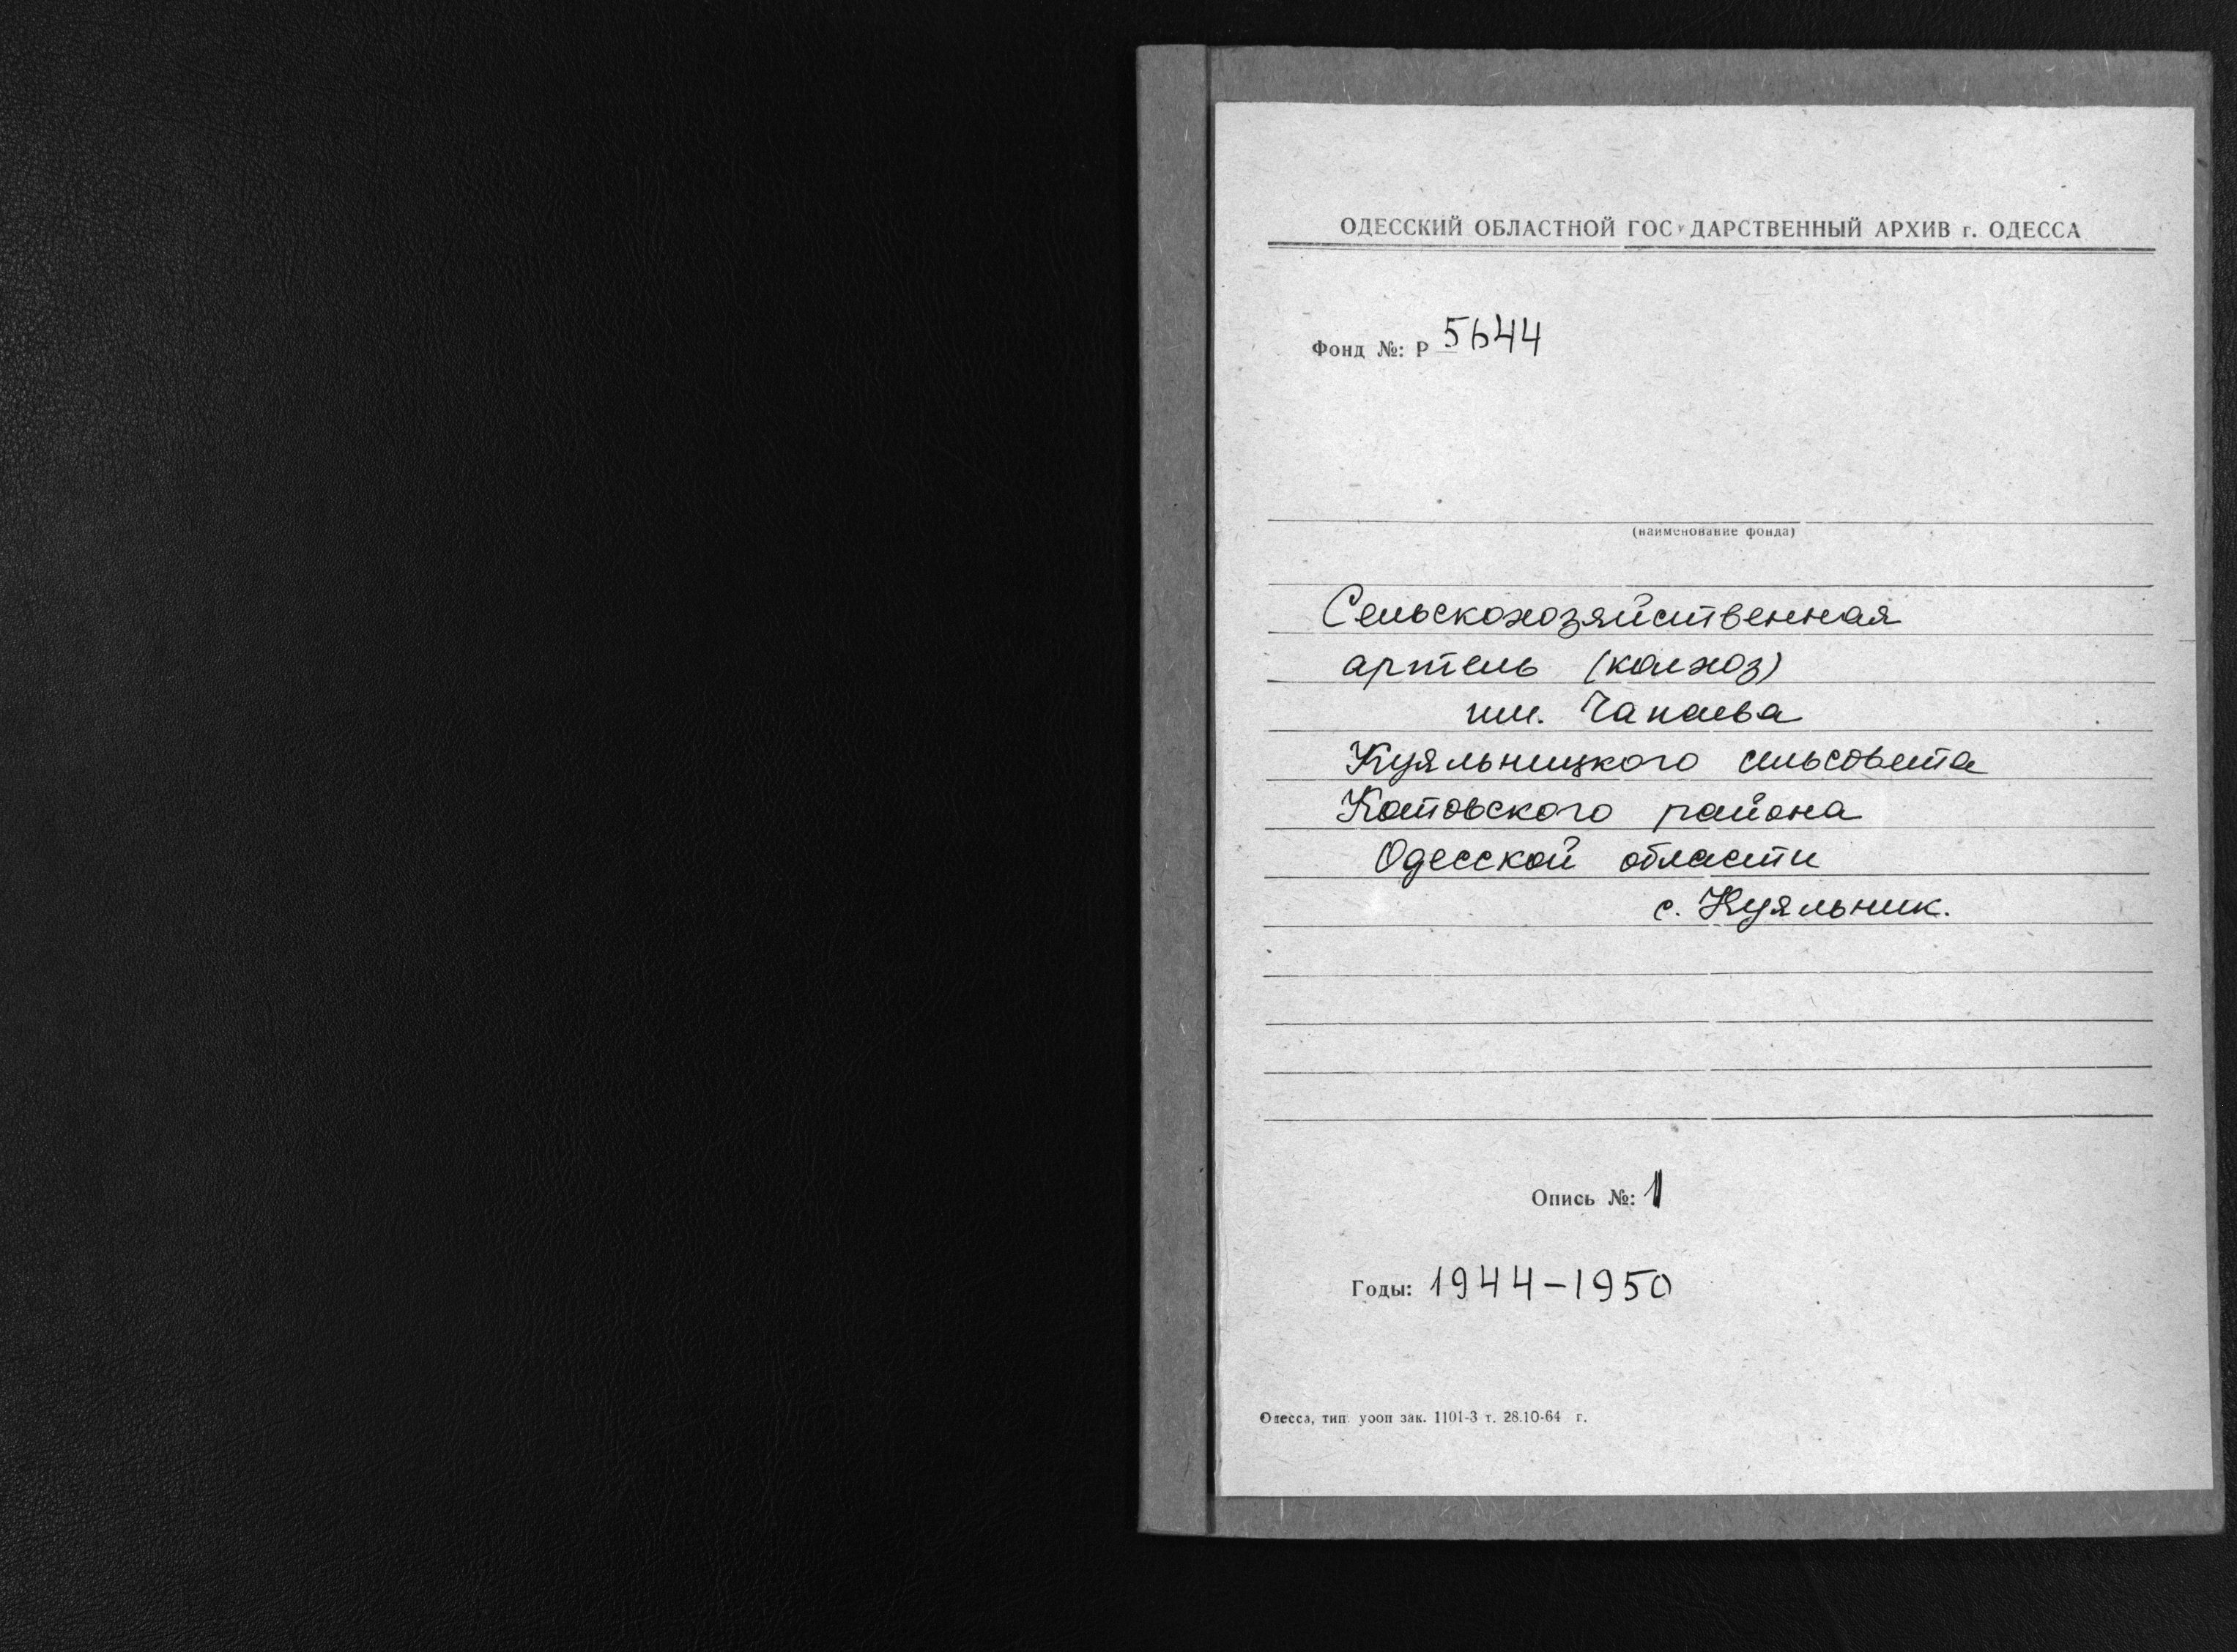 ОДЕССКИЙ ОБЛАСТНОЙ ГОСУДАРСТВЕННЫЙ АРХИВ г. ОДЕССА
Фонд №: Р 5644
(наименование фонда)
Сельскохозяйственная
артель (колхоз)
им. Чапаева
Куяльницкого сельсовета
Котовского района
Одесской области
с. Куяльник.
Опись №: 1
Годы: 1944-1950
Одесса, тип. уооп зак. 1101-3 т. 28.10-64 г.